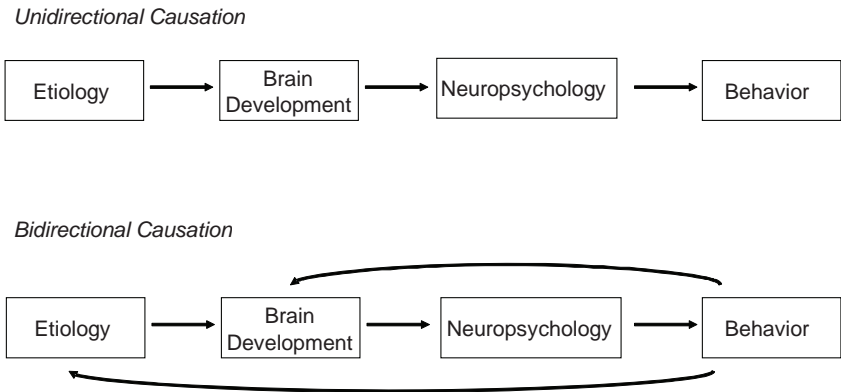 Unidirectional Causation
Etiology
Brain
Development
Neuropsychology
Behavior
Bidirectional Causation
Etiology
Brain
Development
Neuropsychology
Behavior